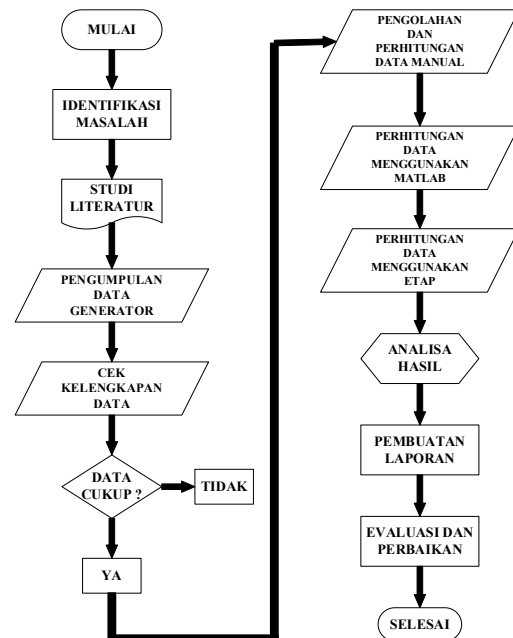 MULAI
IDENTIFIKASI
MASALAH
STUDI
LITERATUR
PENGUMPULAN
DATA
GENERATOR
CEK
KELENGKAPAN
DATA
DATA
CUKUP ?
TIDAK
YA
PENGOLAHAN
DAN
PERHITUNGAN
DATA MANUAL
PERHITUNGAN
DATA
MENGGUNAKAN
MATLAB
PERHITUNGAN
DATA
MENGGUNAKAN
ETAP
ANALISA
HASIL
PEMBUATAN
LAPORAN
EVALUASI DAN
PERBAIKAN
SELESAI